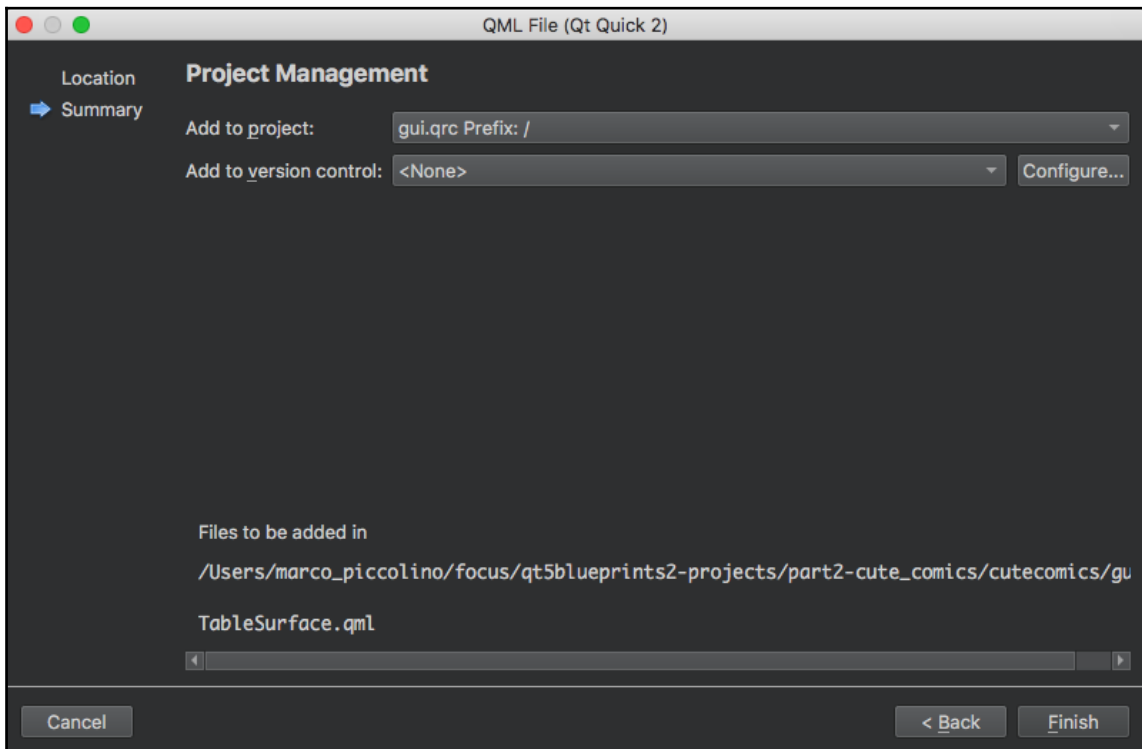 QML File (Qt Quick 2)
Location
Summary
Project Management
Add to project: gui.qrc Prefix: /
Add to version control: <None> Configure...
Files to be added in
/Users/marco_piccolino/focus/qt5blueprints2-projects/part2-cute_comics/cutecomics/gu
TableSurface.qml
Cancel < Back Finish